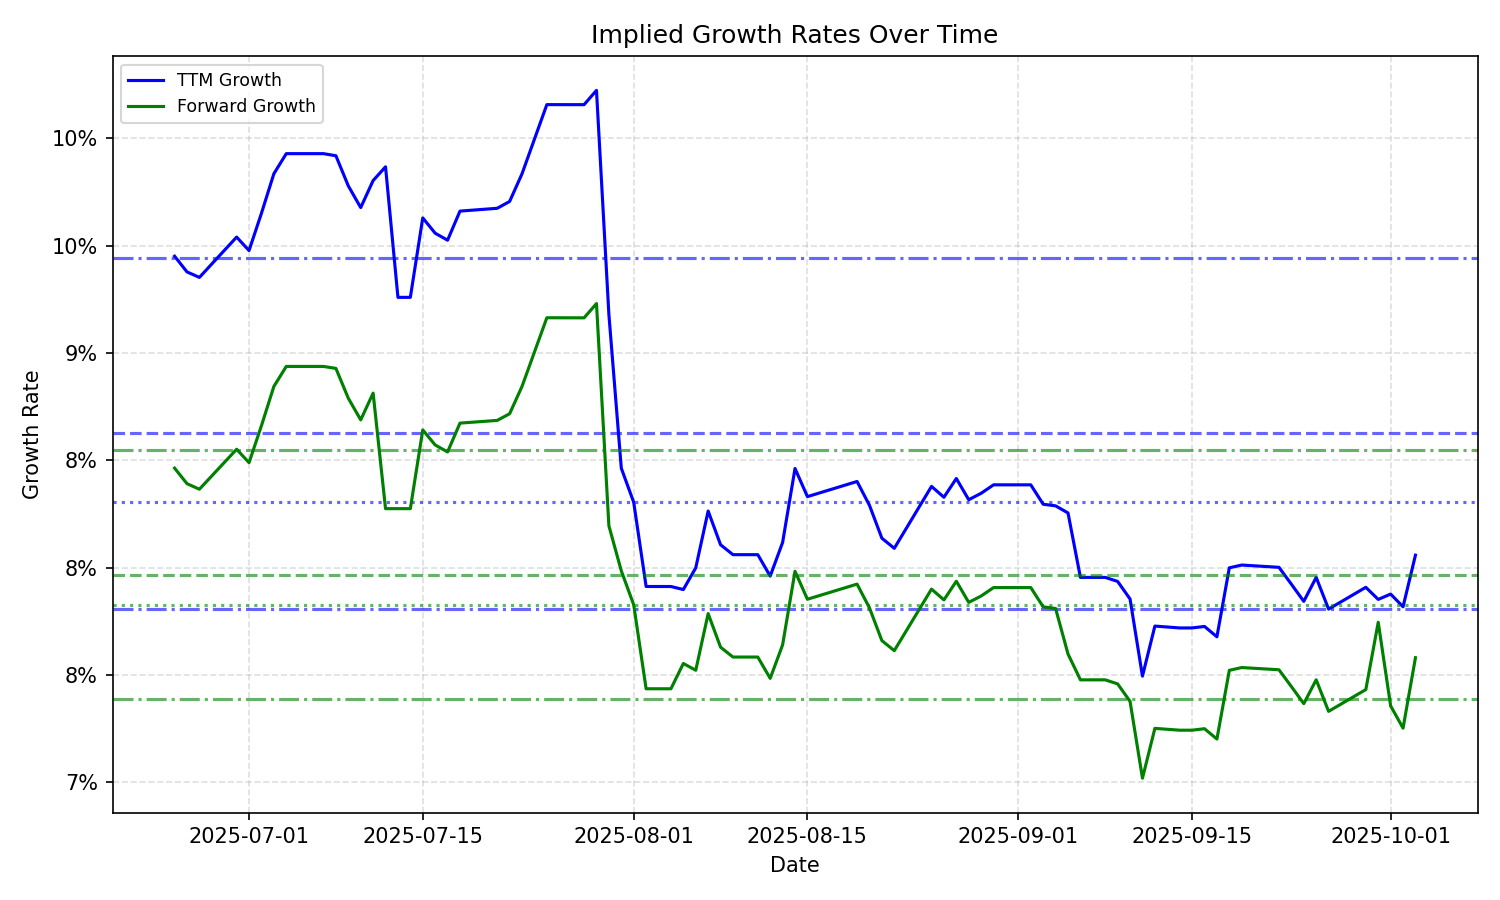 Implied Growth Rates Over Time
TTM Growth
Forward Growth
10%
10%
9%
8%
8%
8%
7%
Growth Rate
2025-07-01
2025-07-15
2025-08-01
2025-08-15
2025-09-01
2025-09-15
2025-10-01
Date